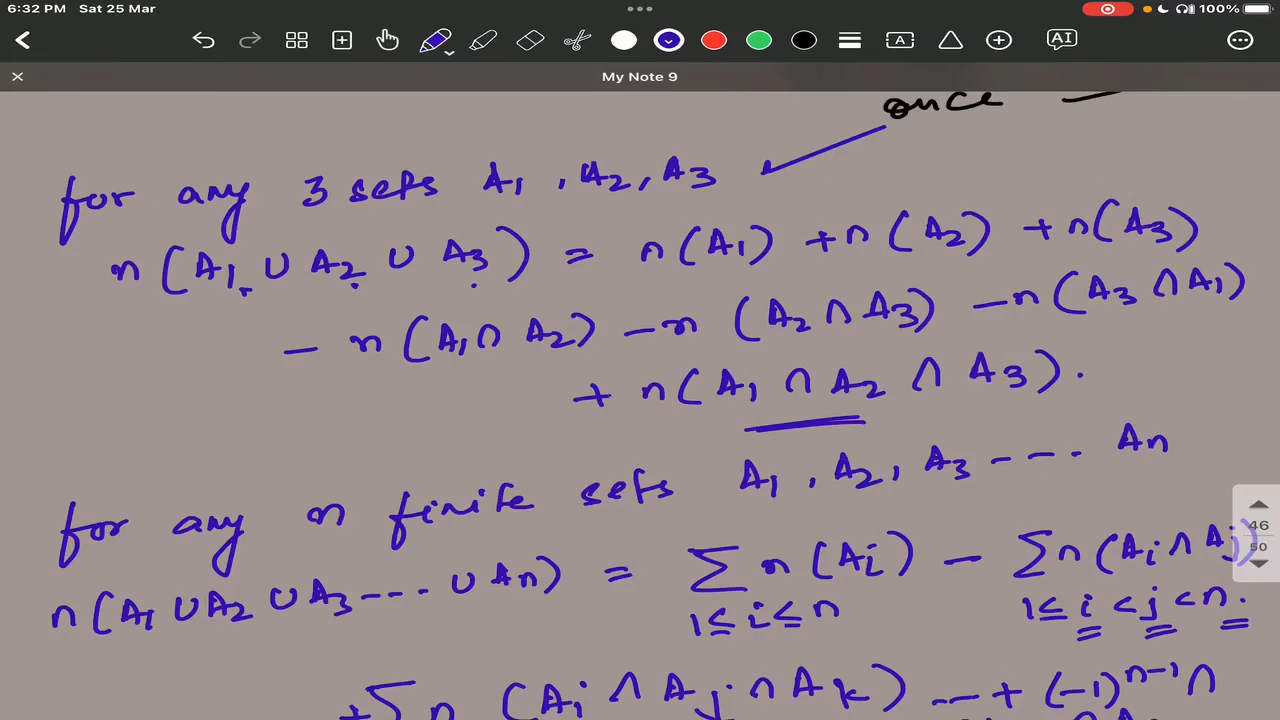 6:32 PM Sat 25 Mar
100%
A
AI
My Note 9
once
for any 3 sets A₁, A₂, A₃
n(A₁ ∪ A₂ ∪ A₃) = n(A₁) + n(A₂) + n(A₃)
− n(A₁ ∩ A₂) − n(A₂ ∩ A₃) − n(A₃ ∩ A₁)
+ n(A₁ ∩ A₂ ∩ A₃).
for any n finite sets A₁, A₂, A₃ ---- An
n(A₁ ∪ A₂ ∪ A₃ ---- ∪ An) = ∑ n(Ai) − ∑ n(Ai ∩ Aj)
1 ≤ i ≤ n 1 ≤ i < j < n.
46
50
+ ∑ n (Ai ∩ Aj ∩ Ak) --- + (-1)ⁿ⁻¹ n